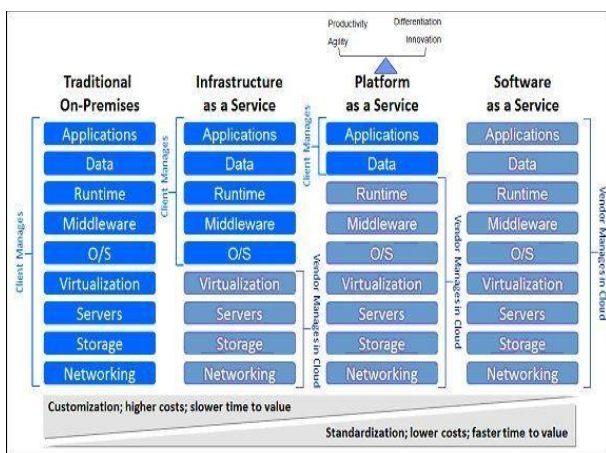 Productivity Differentiation
Agility Innovation
Traditional On-Premises
Infrastructure as a Service
Platform as a Service
Software as a Service
Client Manages
Applications
Data
Runtime
Middleware
O/S
Virtualization
Servers
Storage
Networking
Client Manages
Applications
Data
Runtime
Middleware
O/S
Virtualization
Servers
Storage
Networking
Vendor Manages in Cloud
Client Manages
Applications
Data
Runtime
Middleware
O/S
Virtualization
Servers
Storage
Networking
Vendor Manages in Cloud
Applications
Data
Runtime
Middleware
O/S
Virtualization
Servers
Storage
Networking
Vendor Manages in Cloud
Customization; higher costs; slower time to value
Standardization; lower costs; faster time to value